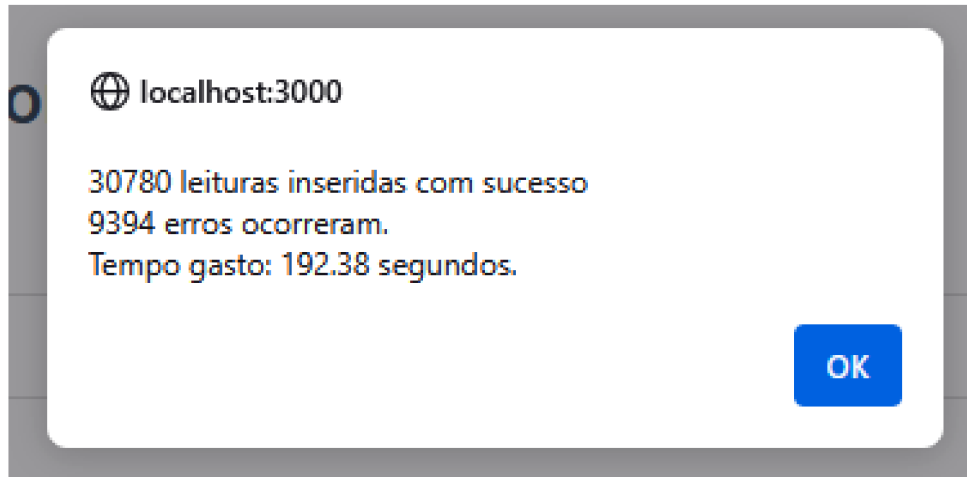 localhost:3000
30780 leituras inseridas com sucesso
9394 erros ocorreram.
Tempo gasto: 192.38 segundos.
OK